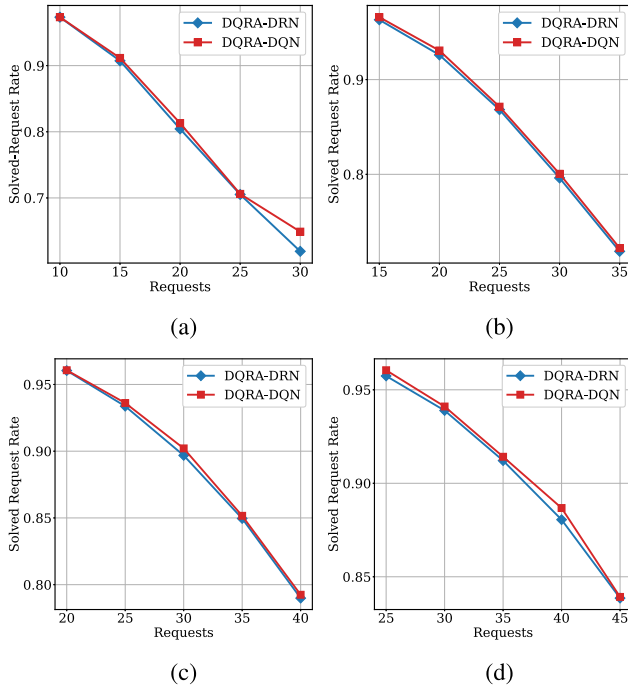 DQRA-DRN
DQRA-DQN
0.9
0.8
0.7
Solved-Request Rate
10 15 20 25 30
Requests
(a)
DQRA-DRN
DQRA-DQN
0.9
0.8
Solved Request Rate
15 20 25 30 35
Requests
(b)
DQRA-DRN
DQRA-DQN
0.95
0.90
0.85
0.80
Solved Request Rate
20 25 30 35 40
Requests
(c)
DQRA-DRN
DQRA-DQN
0.95
0.90
0.85
Solved Request Rate
25 30 35 40 45
Requests
(d)